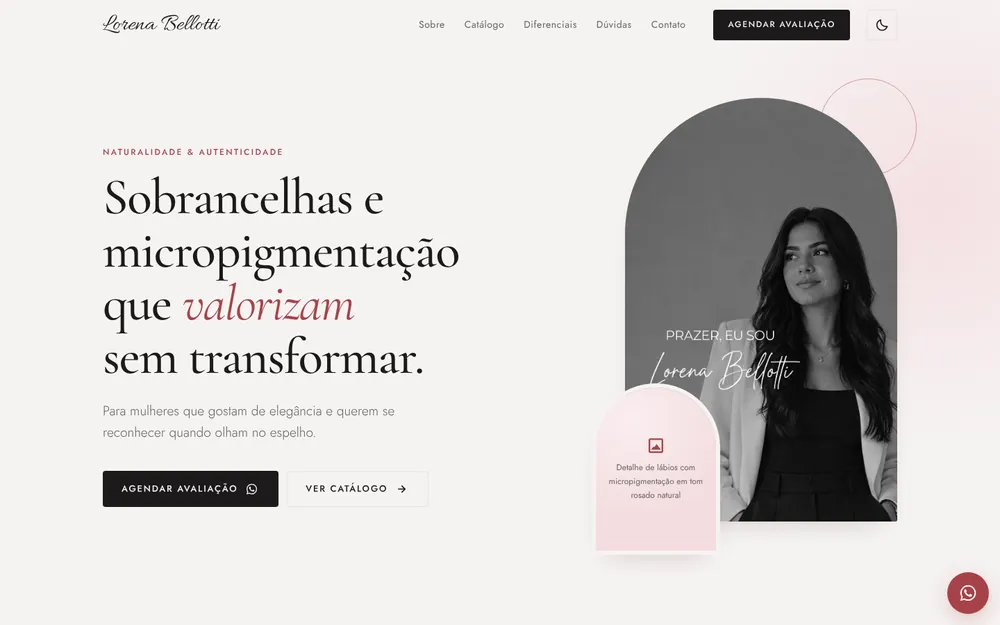 Lorena Bellotti
Sobre
Catálogo
Diferenciais
Dúvidas
Contato
AGENDAR AVALIAÇÃO
NATURALIDADE & AUTENTICIDADE
Sobrancelhas e
micropigmentação
que valorizam
sem transformar.
Para mulheres que gostam de elegância e querem se
reconhecer quando olham no espelho.
AGENDAR AVALIAÇÃO
VER CATÁLOGO
PRAZER, EU SOU
Lorena Bellotti
Detalhe de lábios com
micropigmentação em tom
rosado natural